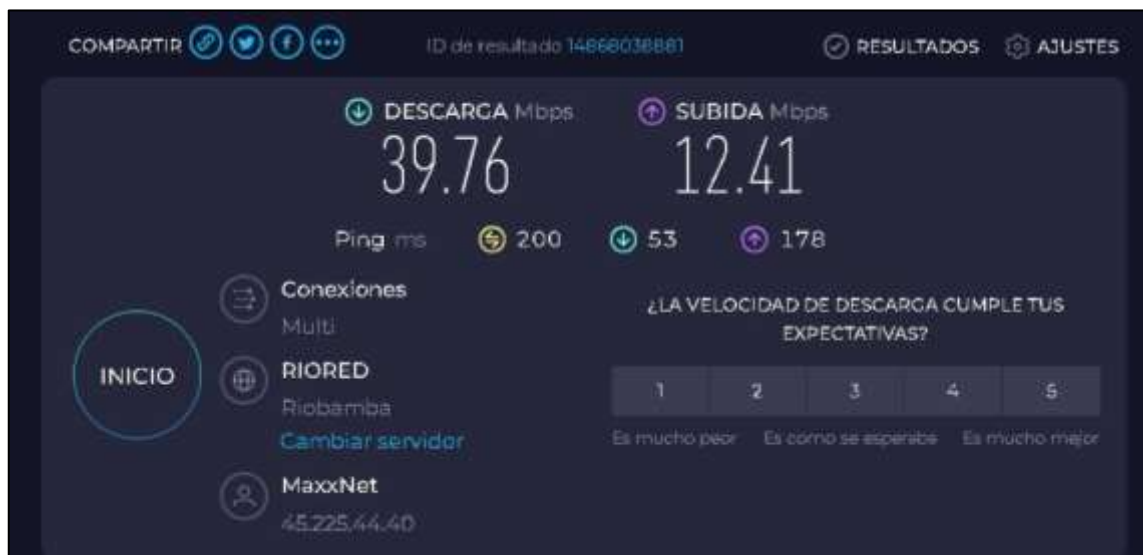 COMPARTIR ID de resultado 14868038881 RESULTADOS AJUSTES
DESCARGA Mbps SUBIDA Mbps
39.76 12.41
Ping ms 200 53 178
Conexiones
Multi
¿LA VELOCIDAD DE DESCARGA CUMPLE TUS
EXPECTATIVAS?
INICIO
RIORED
Riobamba
Cambiar servidor
1 2 3 4 5
Es mucho peor Es como se esperaba Es mucho mejor
MaxxNet
45.225.44.40